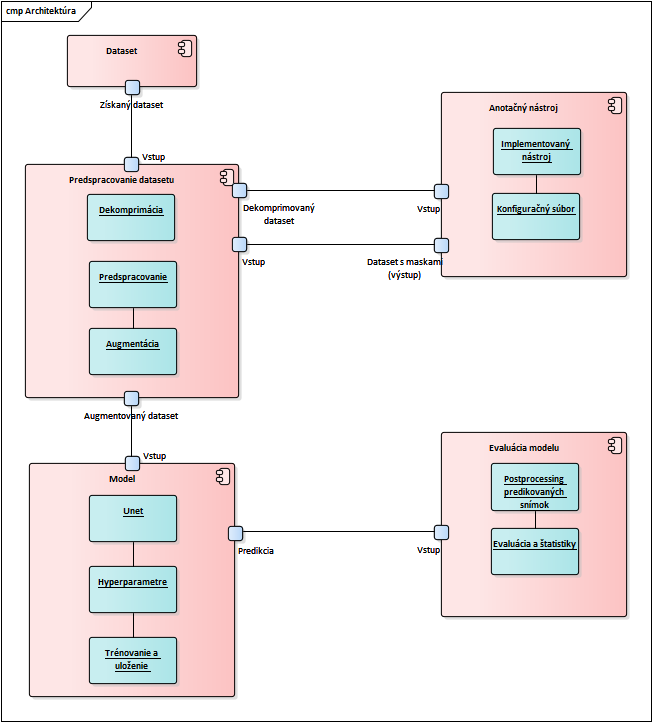 cmp Architektúra
Dataset
Získaný dataset
Vstup
Predspracovanie datasetu
Dekomprimácia
Predspracovanie
Augmentácia
Dekomprimovaný
dataset
Vstup
Anotačný nástroj
Implementovaný
nástroj
Konfiguračný súbor
Vstup
Dataset s maskami
(výstup)
Augmentovaný dataset
Vstup
Model
Unet
Hyperparametre
Trénovanie a
uloženie
Predikcia
Evaluácia modelu
Postprocessing
predikovaných
snímok
Evaluácia a štatistiky
Vstup